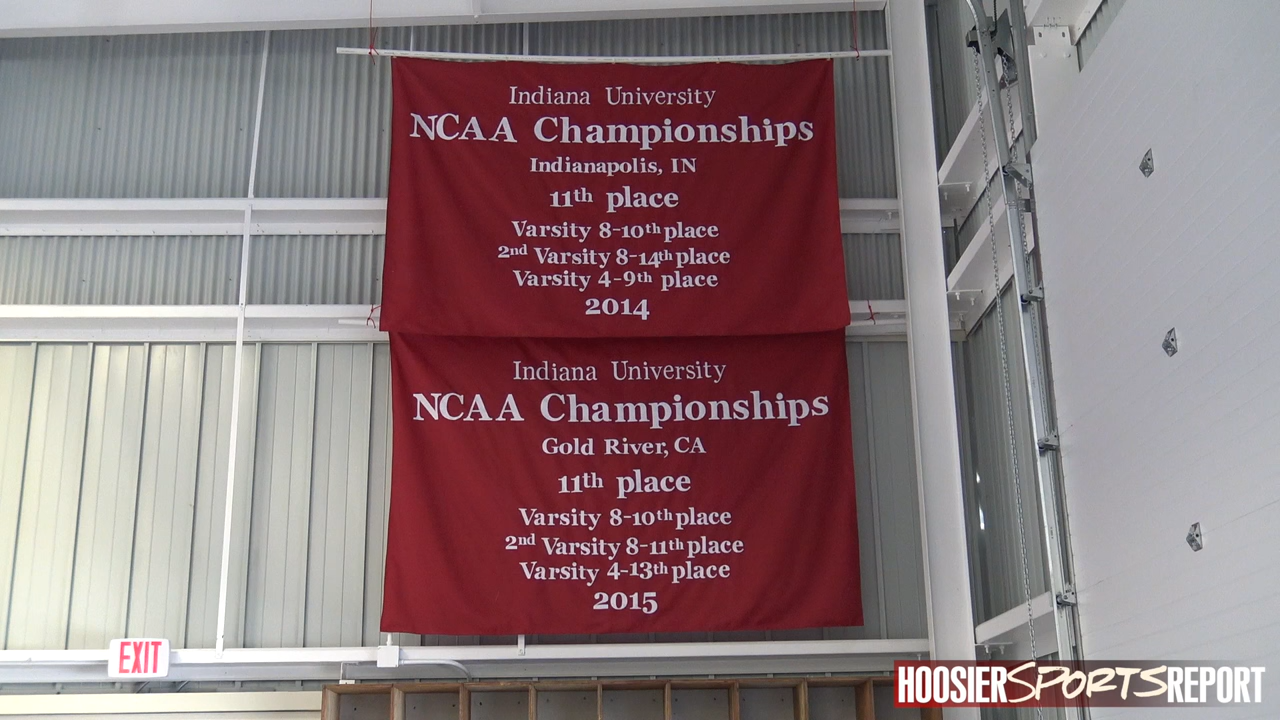 Indiana University
NCAA Championships
Indianapolis, IN
11th place
Varsity 8-10th place
2nd Varsity 8-14th place
Varsity 4-9th place
2014
Indiana University
NCAA Championships
Gold River, CA
11th place
Varsity 8-10th place
2nd Varsity 8-11th place
Varsity 4-13th place
2015
EXIT
HOOSIERSPORTSREPORT